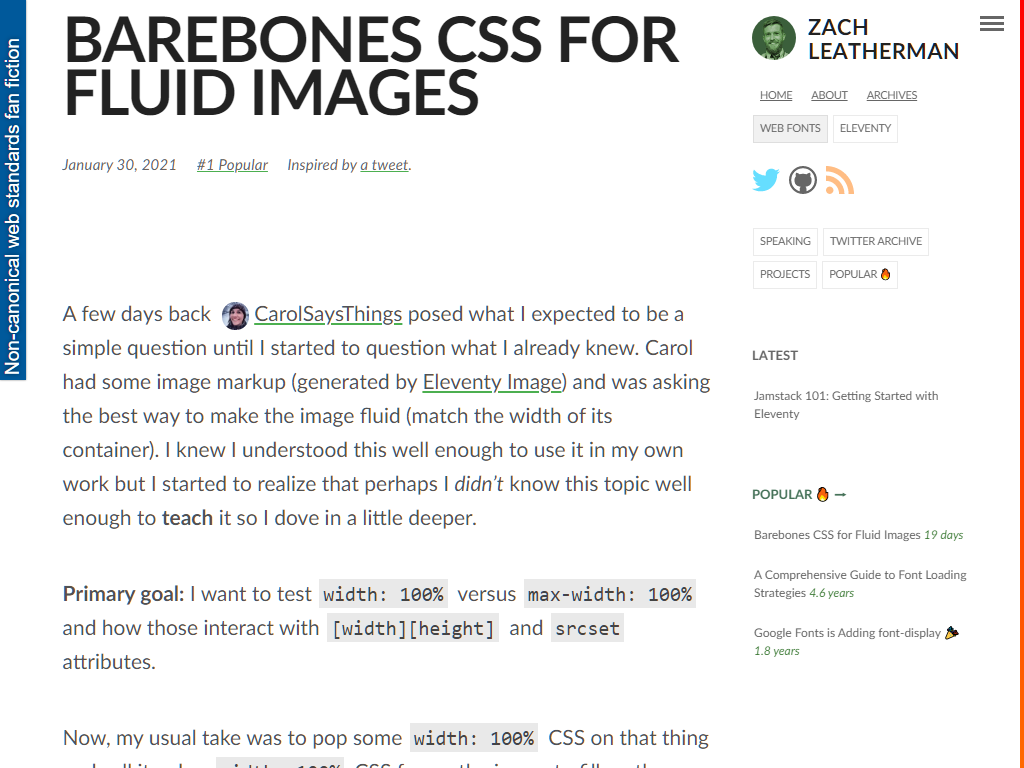 Non-canonical web standards fan fiction
BAREBONES CSS FOR
FLUID IMAGES
January 30, 2021 #1 Popular Inspired by a tweet.
A few days back CarolSaysThings posed what I expected to be a
simple question until I started to question what I already knew. Carol
had some image markup (generated by Eleventy Image) and was asking
the best way to make the image fluid (match the width of its
container). I knew I understood this well enough to use it in my own
work but I started to realize that perhaps I didn't know this topic well
enough to teach it so I dove in a little deeper.
Primary goal: I want to test width: 100% versus max-width: 100%
and how those interact with [width][height] and srcset
attributes.
Now, my usual take was to pop some width: 100% CSS on that thing
ZACH
LEATHERMAN
HOME ABOUT ARCHIVES
WEB FONTS ELEVENTY
SPEAKING TWITTER ARCHIVE
PROJECTS POPULAR 🔥
LATEST
Jamstack 101: Getting Started with
Eleventy
POPULAR 🔥 →
Barebones CSS for Fluid Images 19 days
A Comprehensive Guide to Font Loading
Strategies 4.6 years
Google Fonts is Adding font-display 🎉
1.8 years